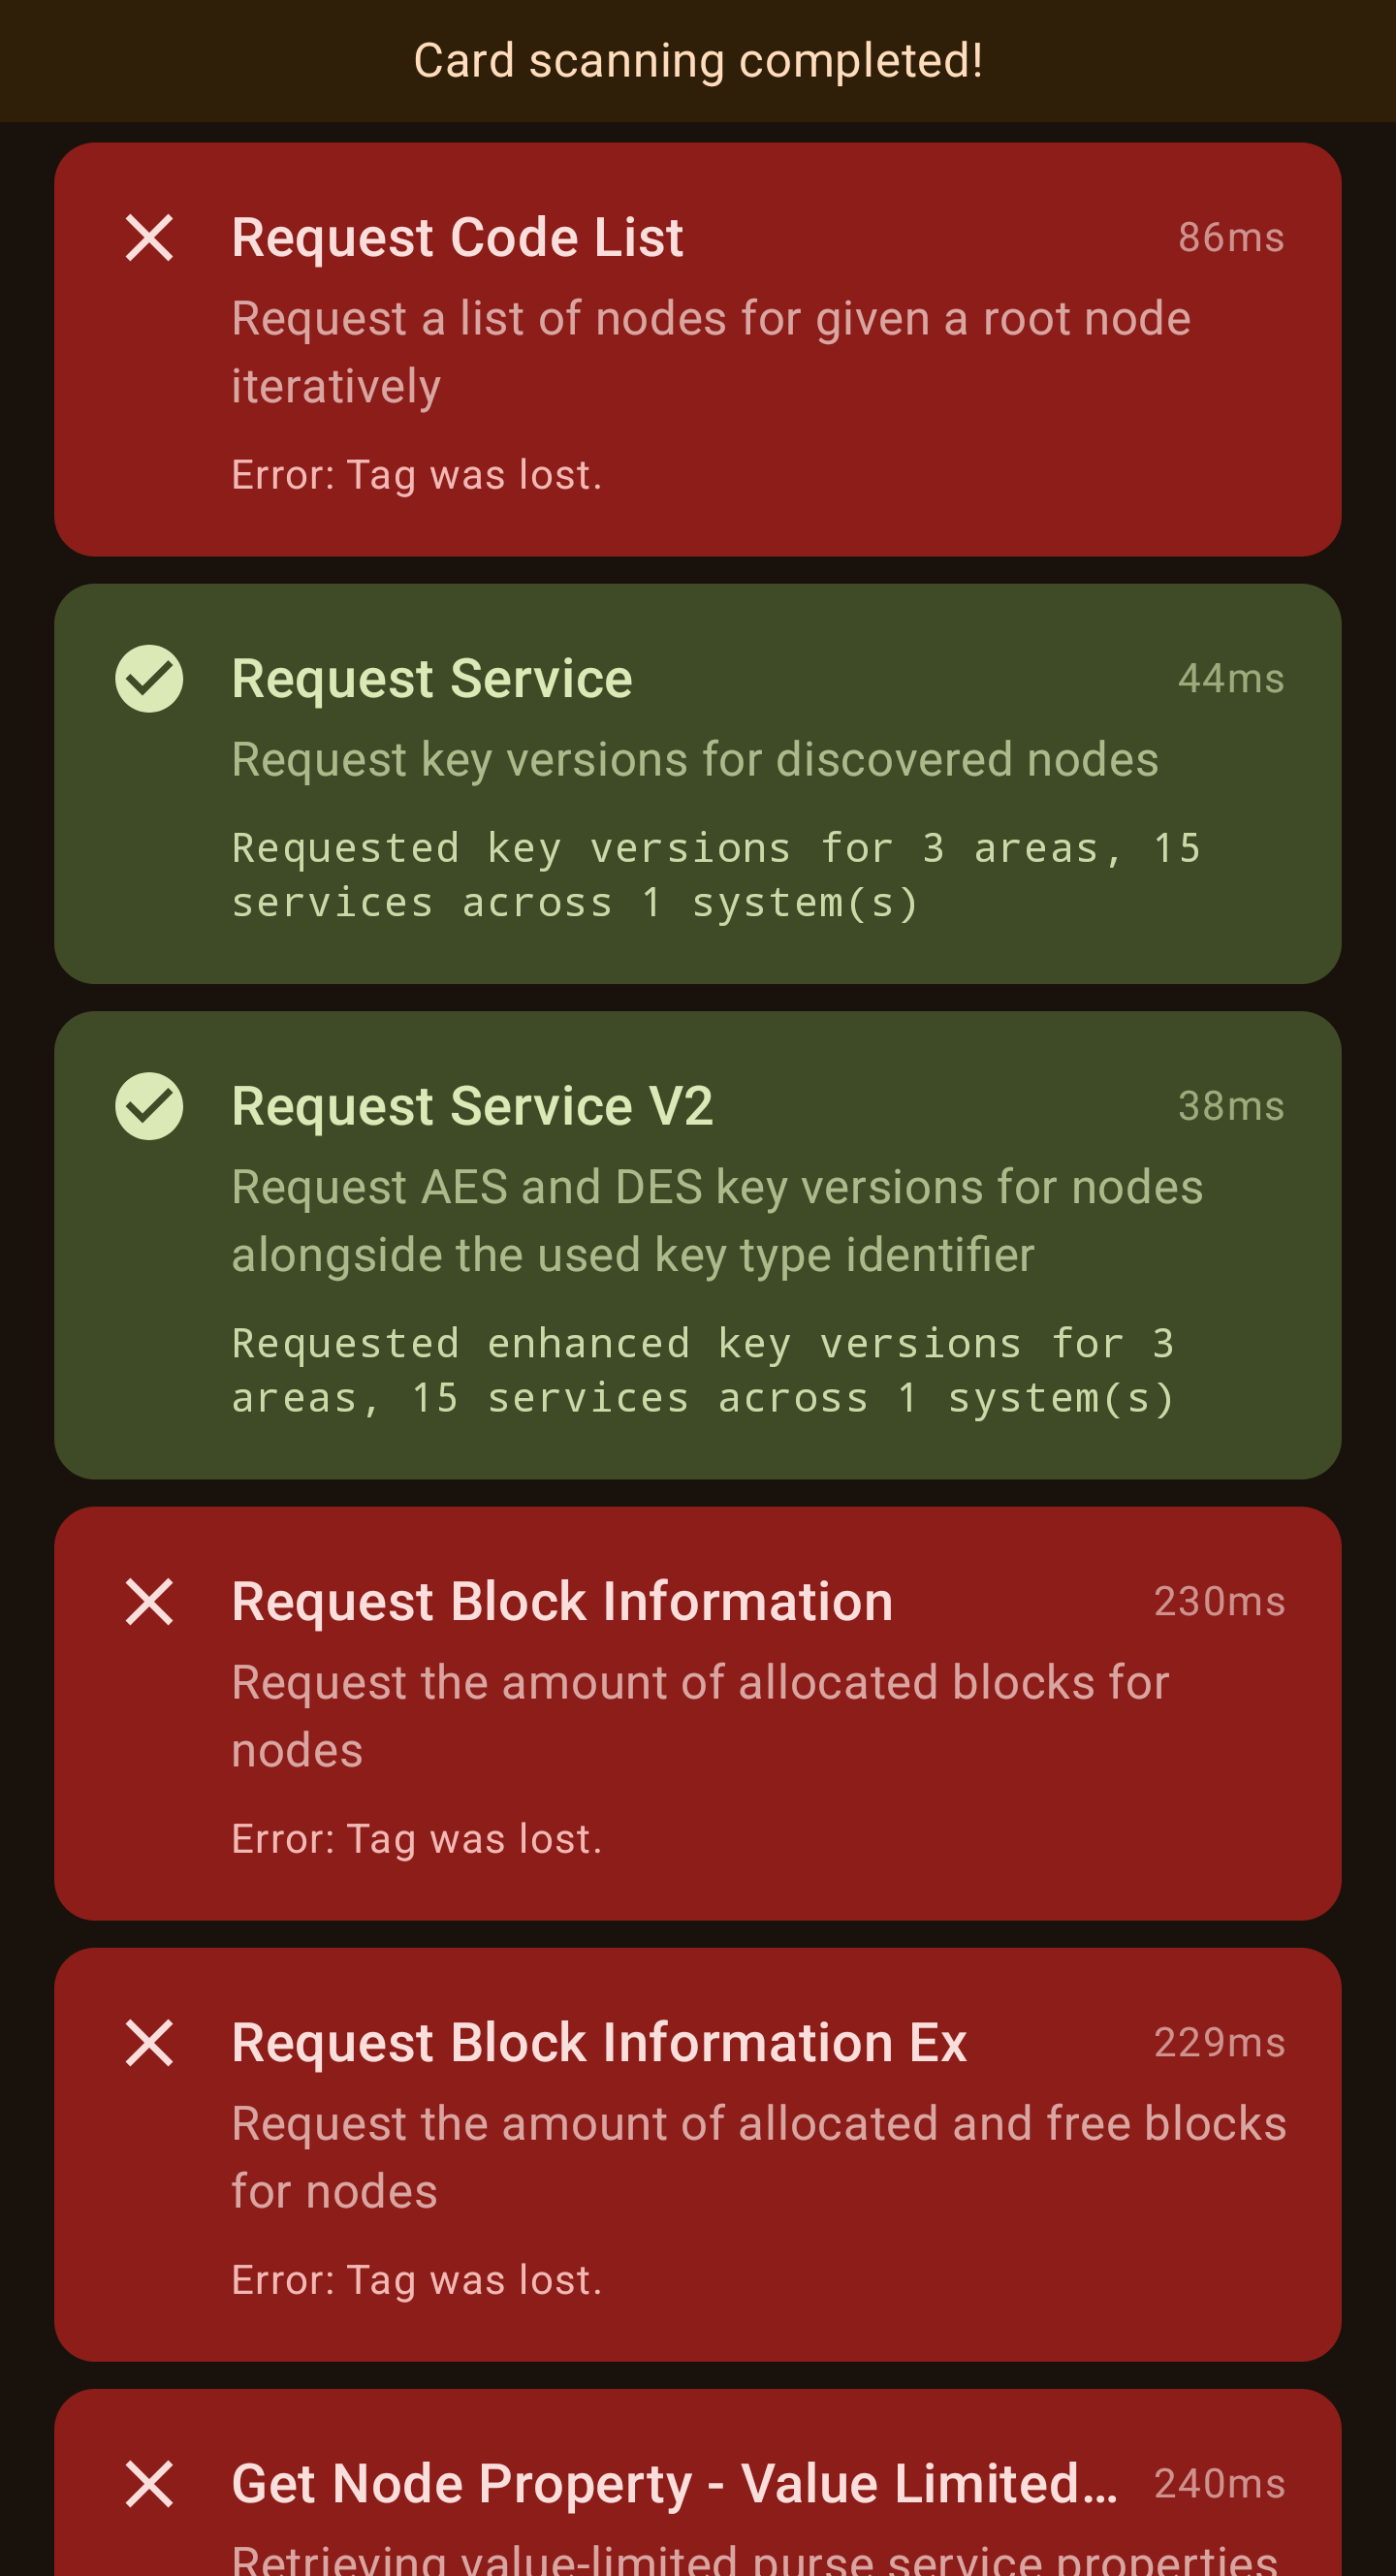 Card scanning completed!
Request Code List
86ms
Request a list of nodes for given a root node
iteratively
Error: Tag was lost.
Request Service
44ms
Request key versions for discovered nodes
Requested key versions for 3 areas, 15
services across 1 system(s)
Request Service V2
38ms
Request AES and DES key versions for nodes
alongside the used key type identifier
Requested enhanced key versions for 3
areas, 15 services across 1 system(s)
Request Block Information
230ms
Request the amount of allocated blocks for
nodes
Error: Tag was lost.
Request Block Information Ex
229ms
Request the amount of allocated and free blocks
for nodes
Error: Tag was lost.
Get Node Property - Value Limited...
240ms
Retrieving value-limited purse service properties